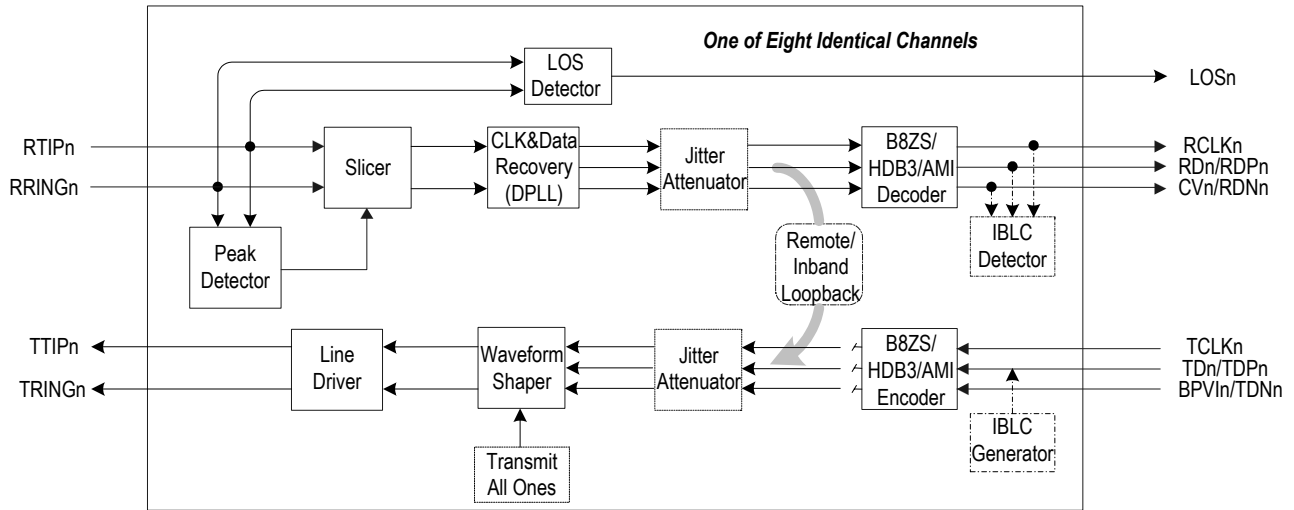 One of Eight Identical Channels
LOS
Detector
LOSn
RTIPn
RRINGn
Slicer
CLK&Data
Recovery
(DPLL)
Jitter
Attenuator
B8ZS/
HDB3/AMI
Decoder
RCLKn
RDn/RDPn
CVn/RDNn
Peak
Detector
Remote/
Inband
Loopback
IBLC
Detector
TTIPn
TRINGn
Line
Driver
Waveform
Shaper
Jitter
Attenuator
B8ZS/
HDB3/AMI
Encoder
TCLKn
TDn/TDPn
BPVIn/TDNn
Transmit
All Ones
IBLC
Generator